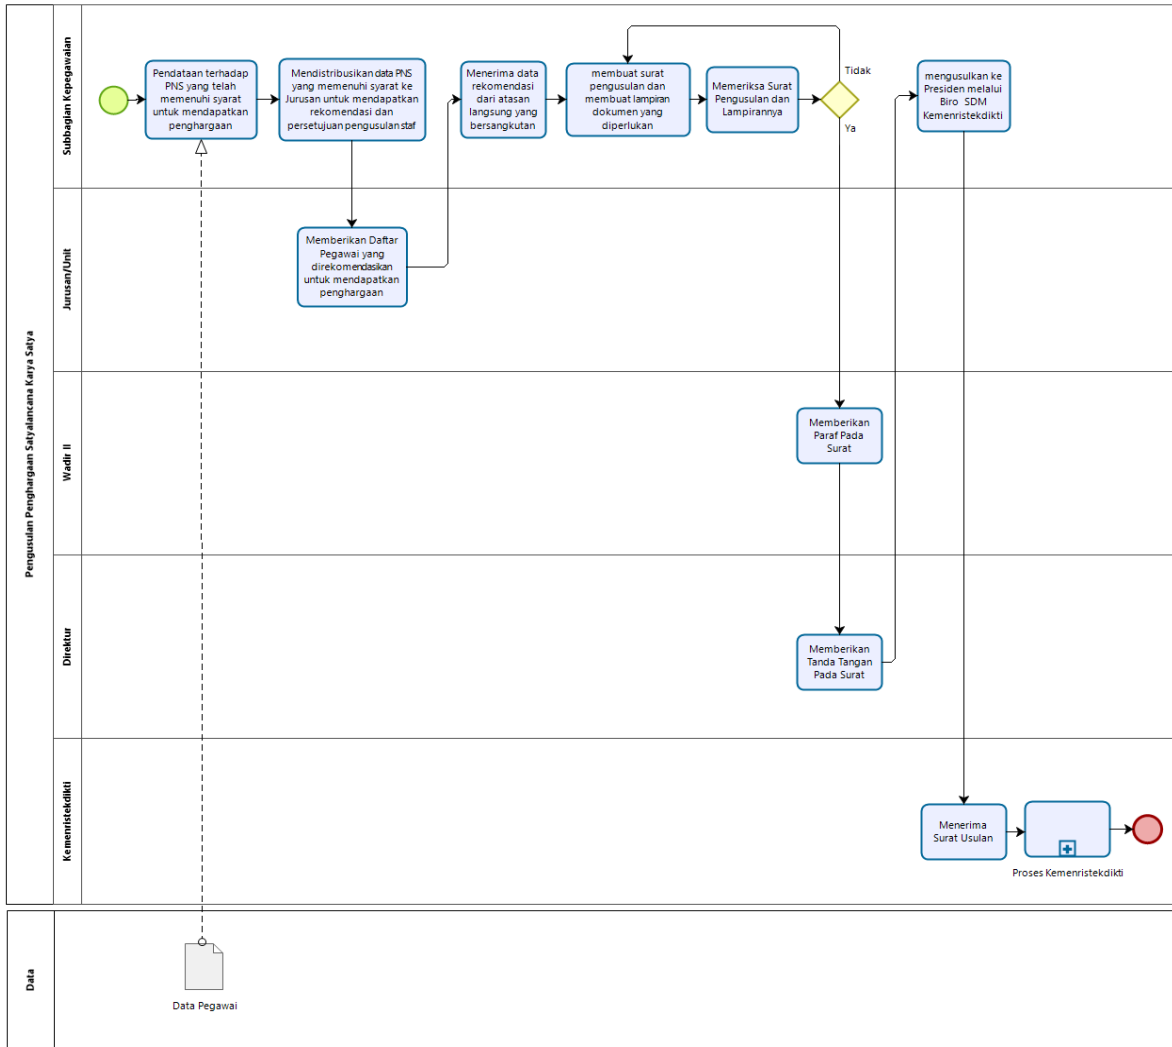 Pengusulan Penghargaan Satyalancana Karya Satya
Subbagian Kepegawaian
Pendataan terhadap
PNS yang telah
memenuhi syarat
untuk mendapatkan
penghargaan
Mendistribusikan data PNS
yang memenuhi syarat ke
Jurusan untuk mendapatkan
rekomendasi dan
persetujuan pengusulan staf
Menerima data
rekomendasi
dari atasan
langsung yang
bersangkutan
membuat surat
pengusulan dan
membuat lampiran
dokumen yang
diperlukan
Memeriksa Surat
Pengusulan dan
Lampirannya
Tidak
Ya
mengusulkan ke
Presiden melalui
Biro SDM
Kemenristekdikti
Jurusan/Unit
Memberikan Daftar
Pegawai yang
direkomendasikan
untuk mendapatkan
penghargaan
Wadir II
Memberikan
Paraf Pada
Surat
Direktur
Memberikan
Tanda Tangan
Pada Surat
Kemenristekdikti
Menerima
Surat Usulan
Proses Kemenristekdikti
Data
Data Pegawai